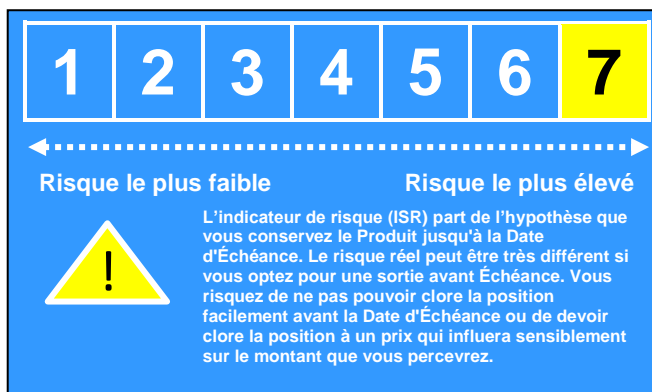 1 2 3 4 5 6 7
Risque le plus faible Risque le plus élevé
L'indicateur de risque (ISR) part de l'hypothèse que
vous conservez le Produit jusqu'à la Date
d'Échéance. Le risque réel peut être très différent si
vous optez pour une sortie avant Échéance. Vous
risquez de ne pas pouvoir clore la position
facilement avant la Date d'Échéance ou de devoir
clore la position à un prix qui influera sensiblement
sur le montant que vous percevrez.
!